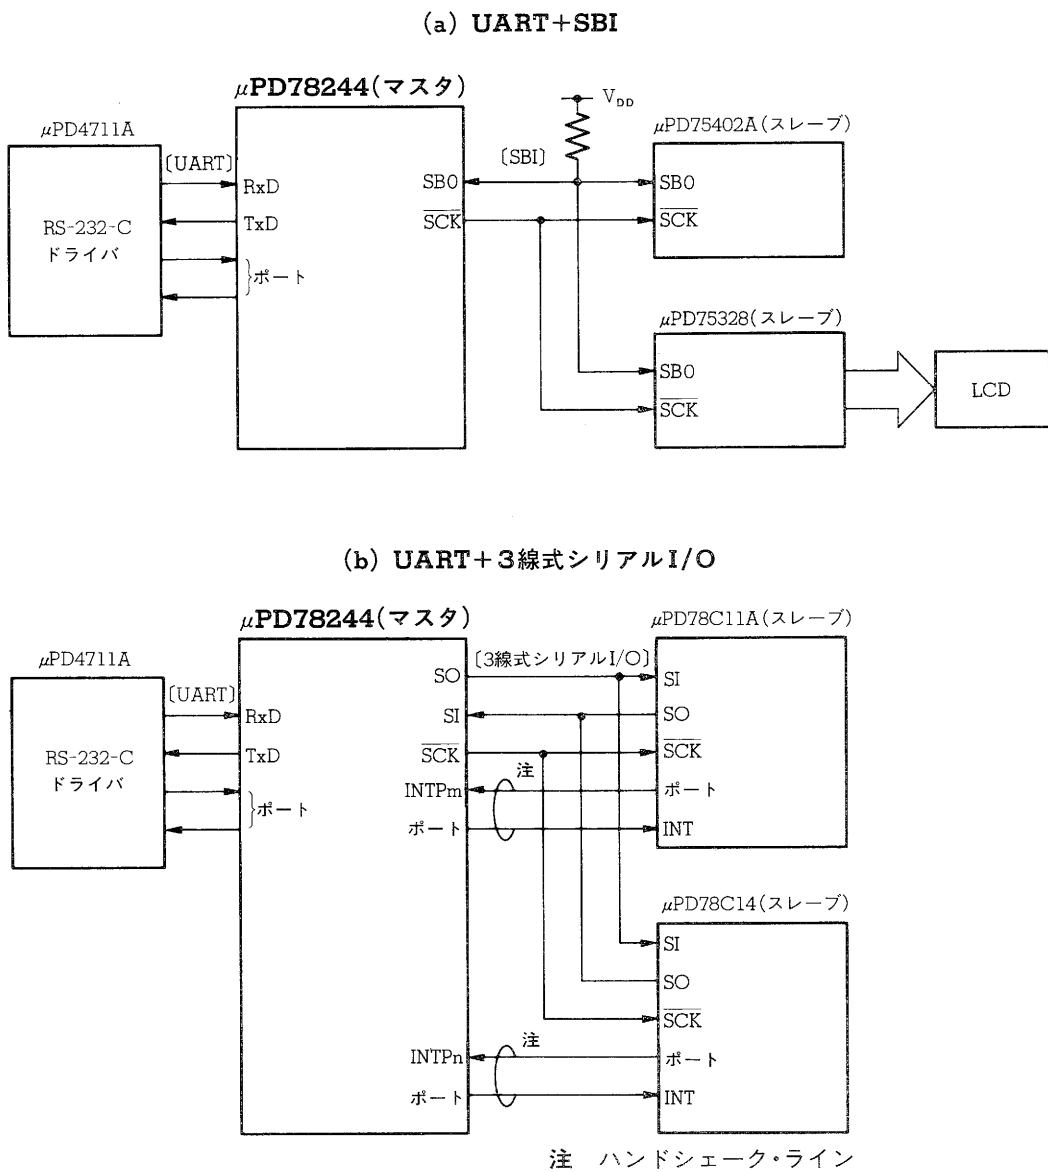 (a) UART+SBI
μPD78244(マスタ)
μPD4711A
〔UART〕
RS-232-C
ドライバ
RxD
TxD
}ポート
SB0
SCK
〔SBI〕
VDD
μPD75402A(スレーブ)
SB0
SCK
μPD75328(スレーブ)
SB0
SCK
LCD
(b) UART+3線式シリアルI/O
μPD78244(マスタ)
μPD4711A
〔UART〕
RS-232-C
ドライバ
RxD
TxD
}ポート
SO
SI
SCK
INTPm
ポート
〔3線式シリアルI/O〕
注
μPD78C11A(スレーブ)
SI
SO
SCK
ポート
INT
μPD78C14(スレーブ)
SI
SO
SCK
ポート
INT
INTPn
ポート
注
注 ハンドシェーク・ライン